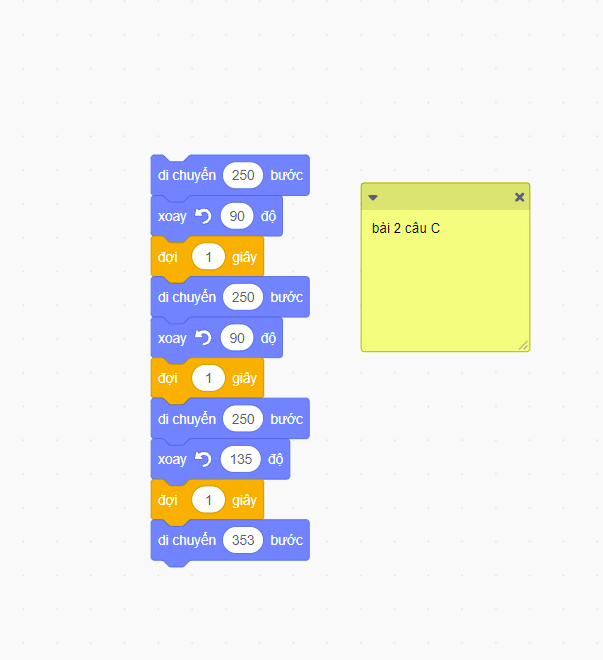 di chuyển 250 bước
xoay 90 độ
đợi 1 giây
di chuyển 250 bước
xoay 90 độ
đợi 1 giây
di chuyển 250 bước
xoay 135 độ
đợi 1 giây
di chuyển 353 bước
bài 2 câu C